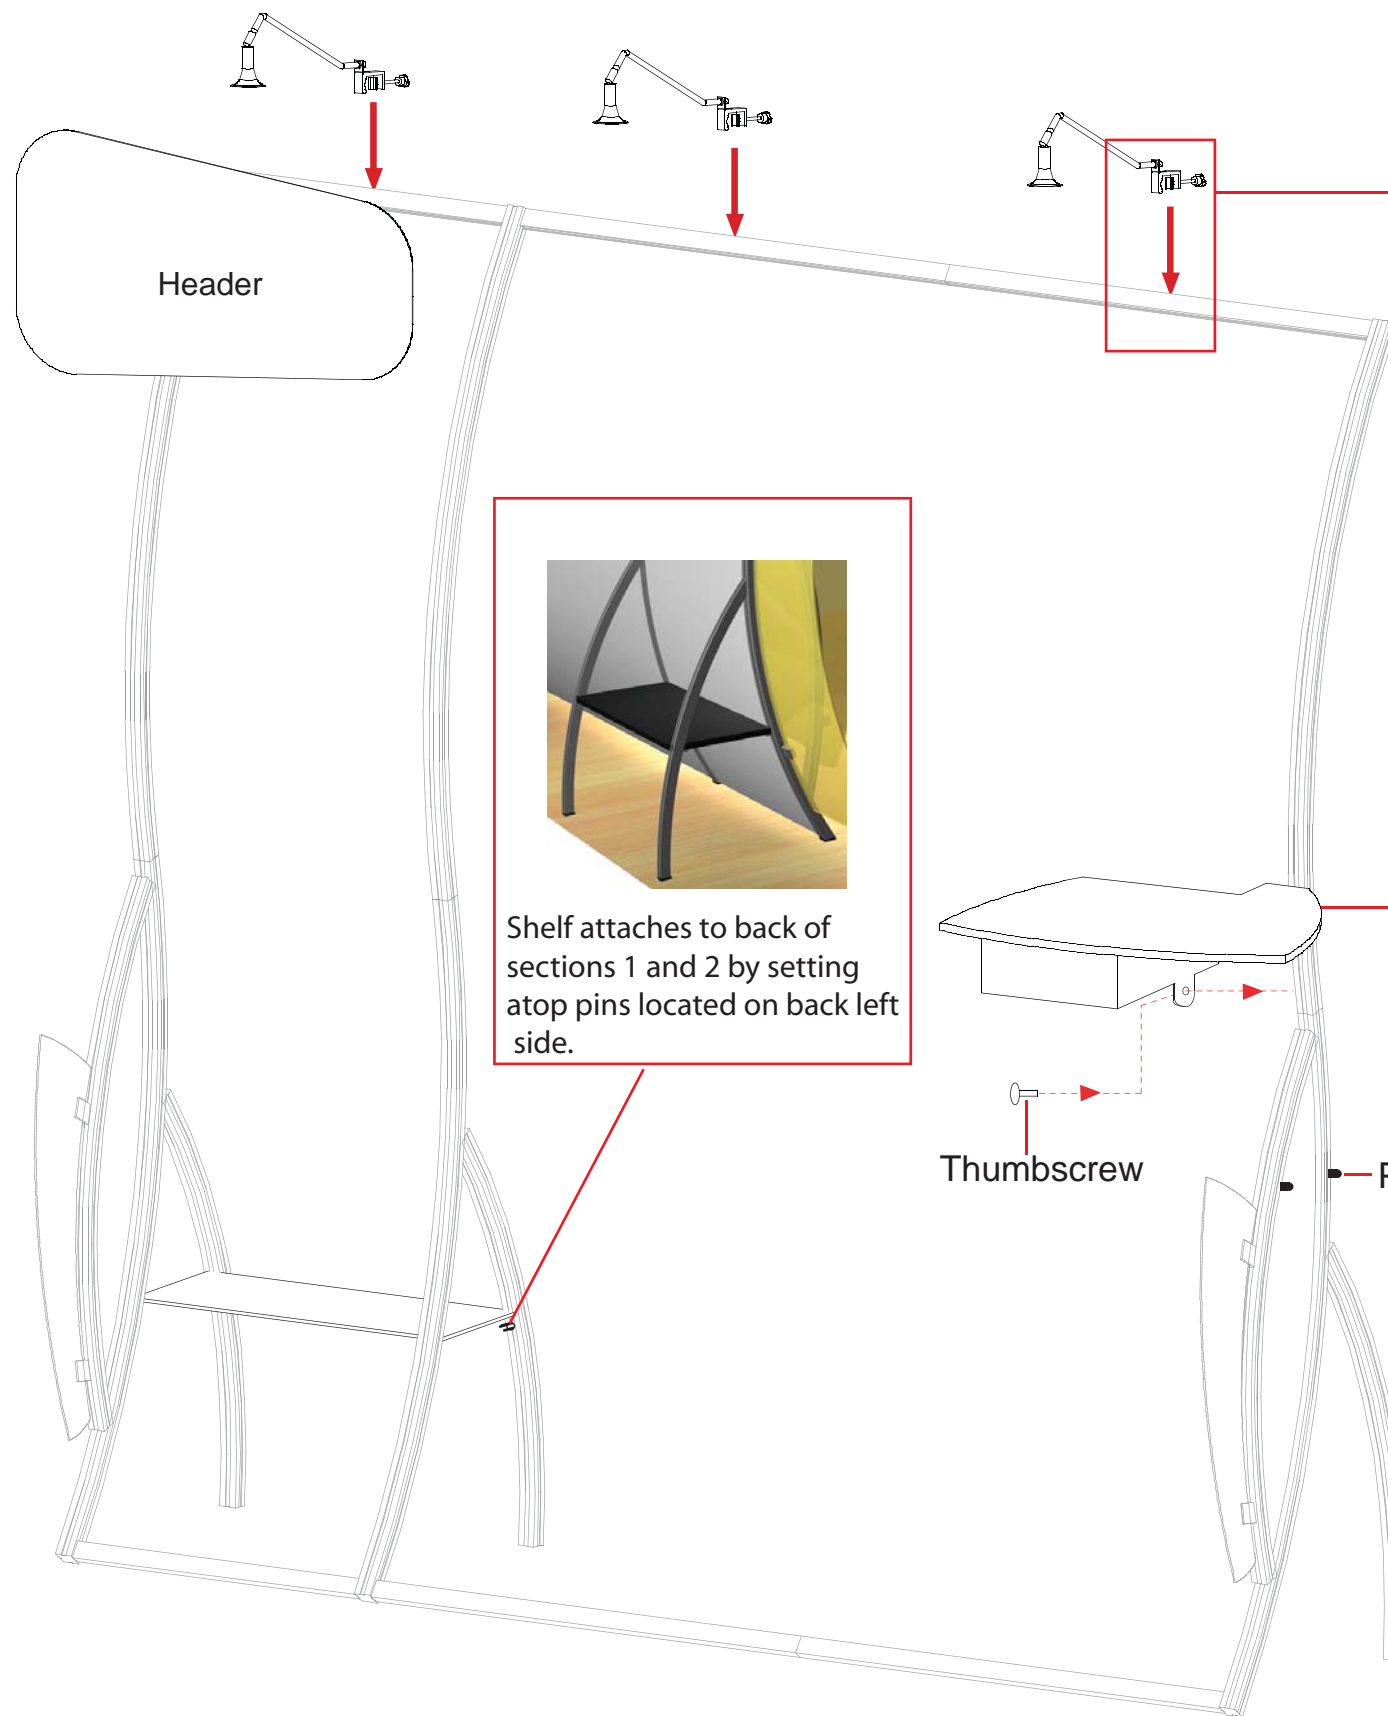 Header
Shelf attaches to back of
sections 1 and 2 by setting
atop pins located on back left
side.
Thumbscrew